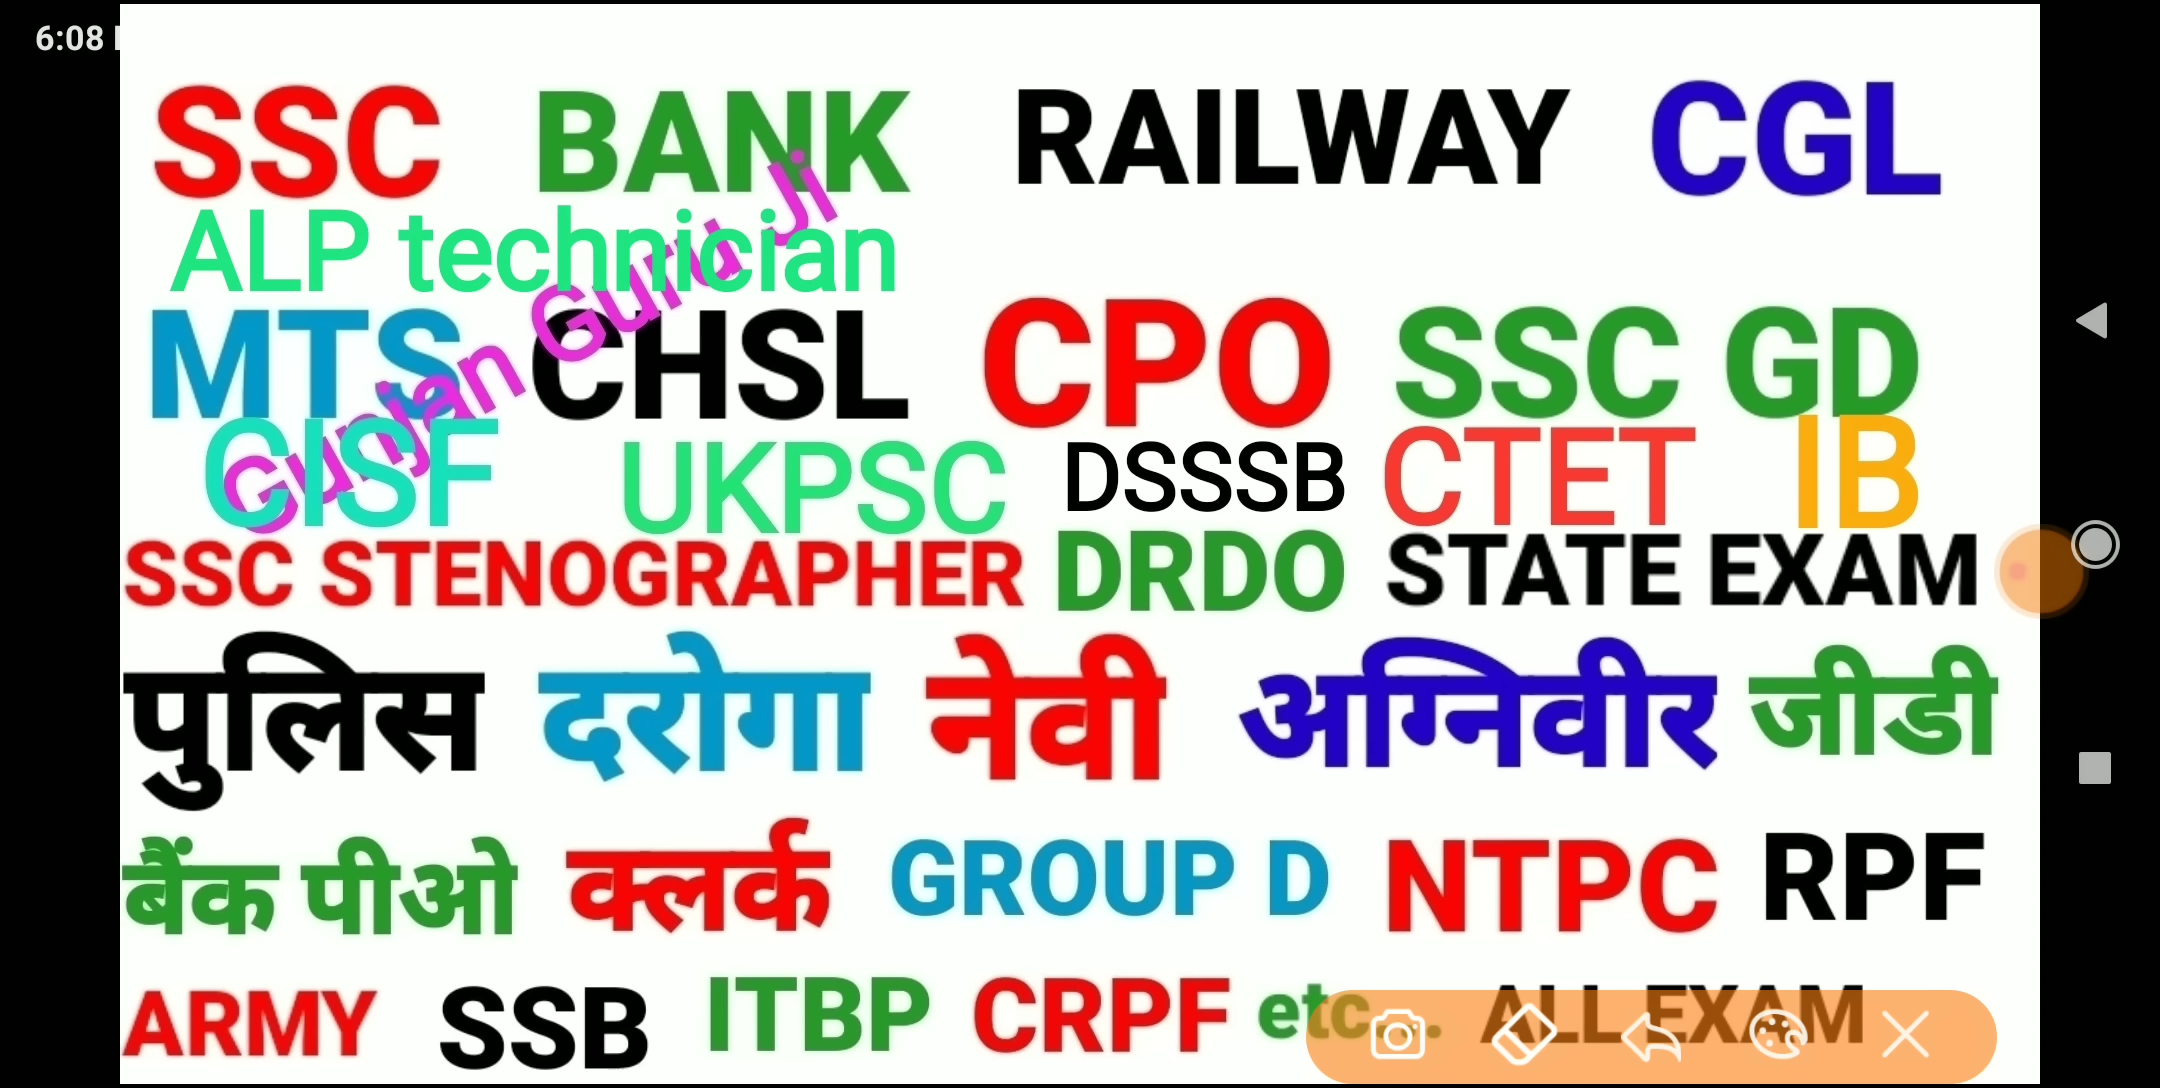 6:08
SSC BANK RAILWAY CGL
ALP technician
Gunjan Guru Ji
MTS CHSL CPO SSC GD
CISF UKPSC DSSSB CTET IB
SSC STENOGRAPHER DRDO STATE EXAM
पुलिस दरोगा नेवी अग्निवीर जीडी
बैंक पीओ क्लर्क GROUP D NTPC RPF
ARMY SSB ITBP CRPF etc... ALL EXAM